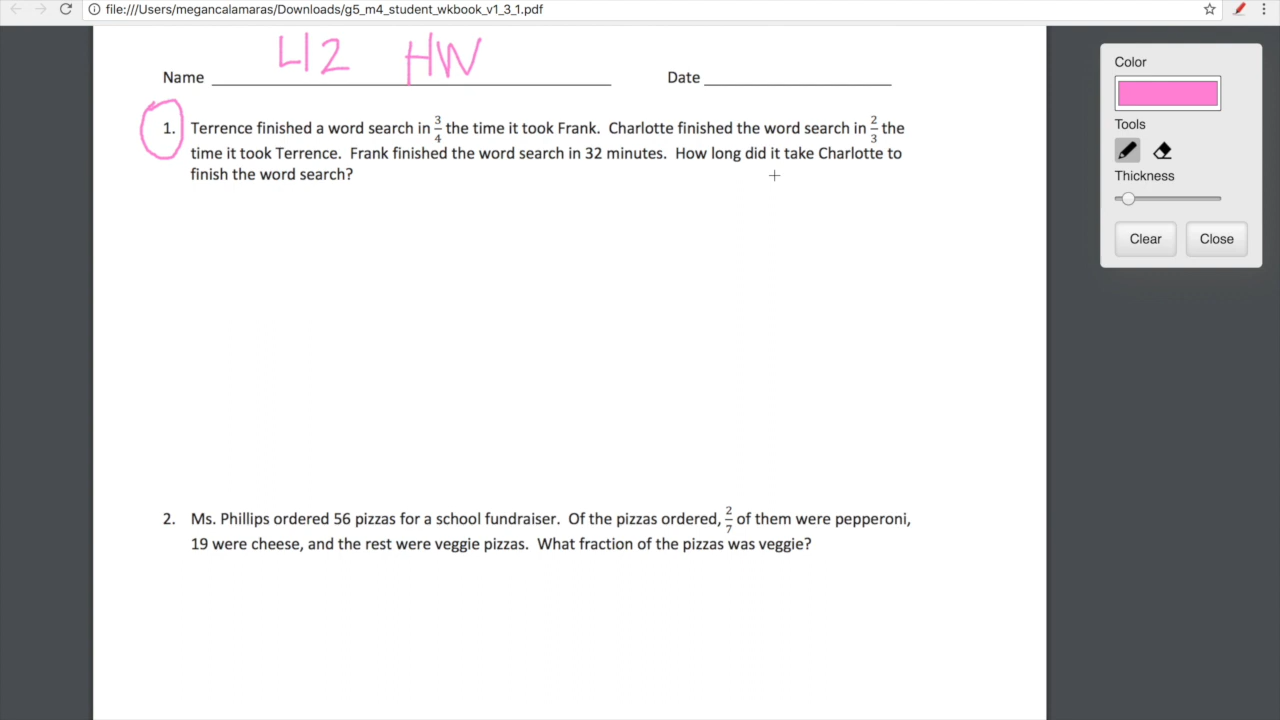 file:///Users/megancalamaras/Downloads/g5_m4_student_wkbook_v1_3_1.pdf
L12 HW
Name Date
1. Terrence finished a word search in 3/4 the time it took Frank. Charlotte finished the word search in 2/3 the
time it took Terrence. Frank finished the word search in 32 minutes. How long did it take Charlotte to
finish the word search?
2. Ms. Phillips ordered 56 pizzas for a school fundraiser. Of the pizzas ordered, 2/7 of them were pepperoni,
19 were cheese, and the rest were veggie pizzas. What fraction of the pizzas was veggie?
Color
Tools
Thickness
Clear Close